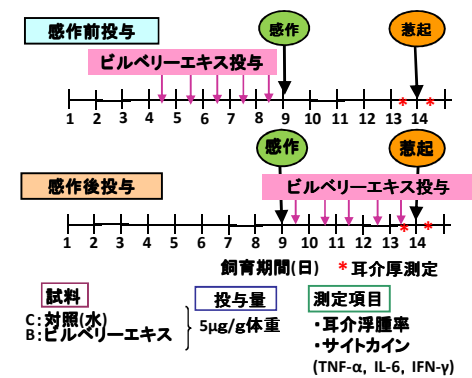 感作前投与
感作
惹起
ビルベリーエキス投与
* *
1 2 3 4 5 6 7 8 9 10 11 12 13 14
感作後投与
感作
惹起
ビルベリーエキス投与
* *
1 2 3 4 5 6 7 8 9 10 11 12 13 14
飼育期間(日) *耳介厚測定
試料
C:対照(水)
B:ビルベリーエキス
投与量
5μg/g体重
測定項目
・耳介浮腫率
・サイトカイン
(TNF-α, IL-6, IFN-γ)